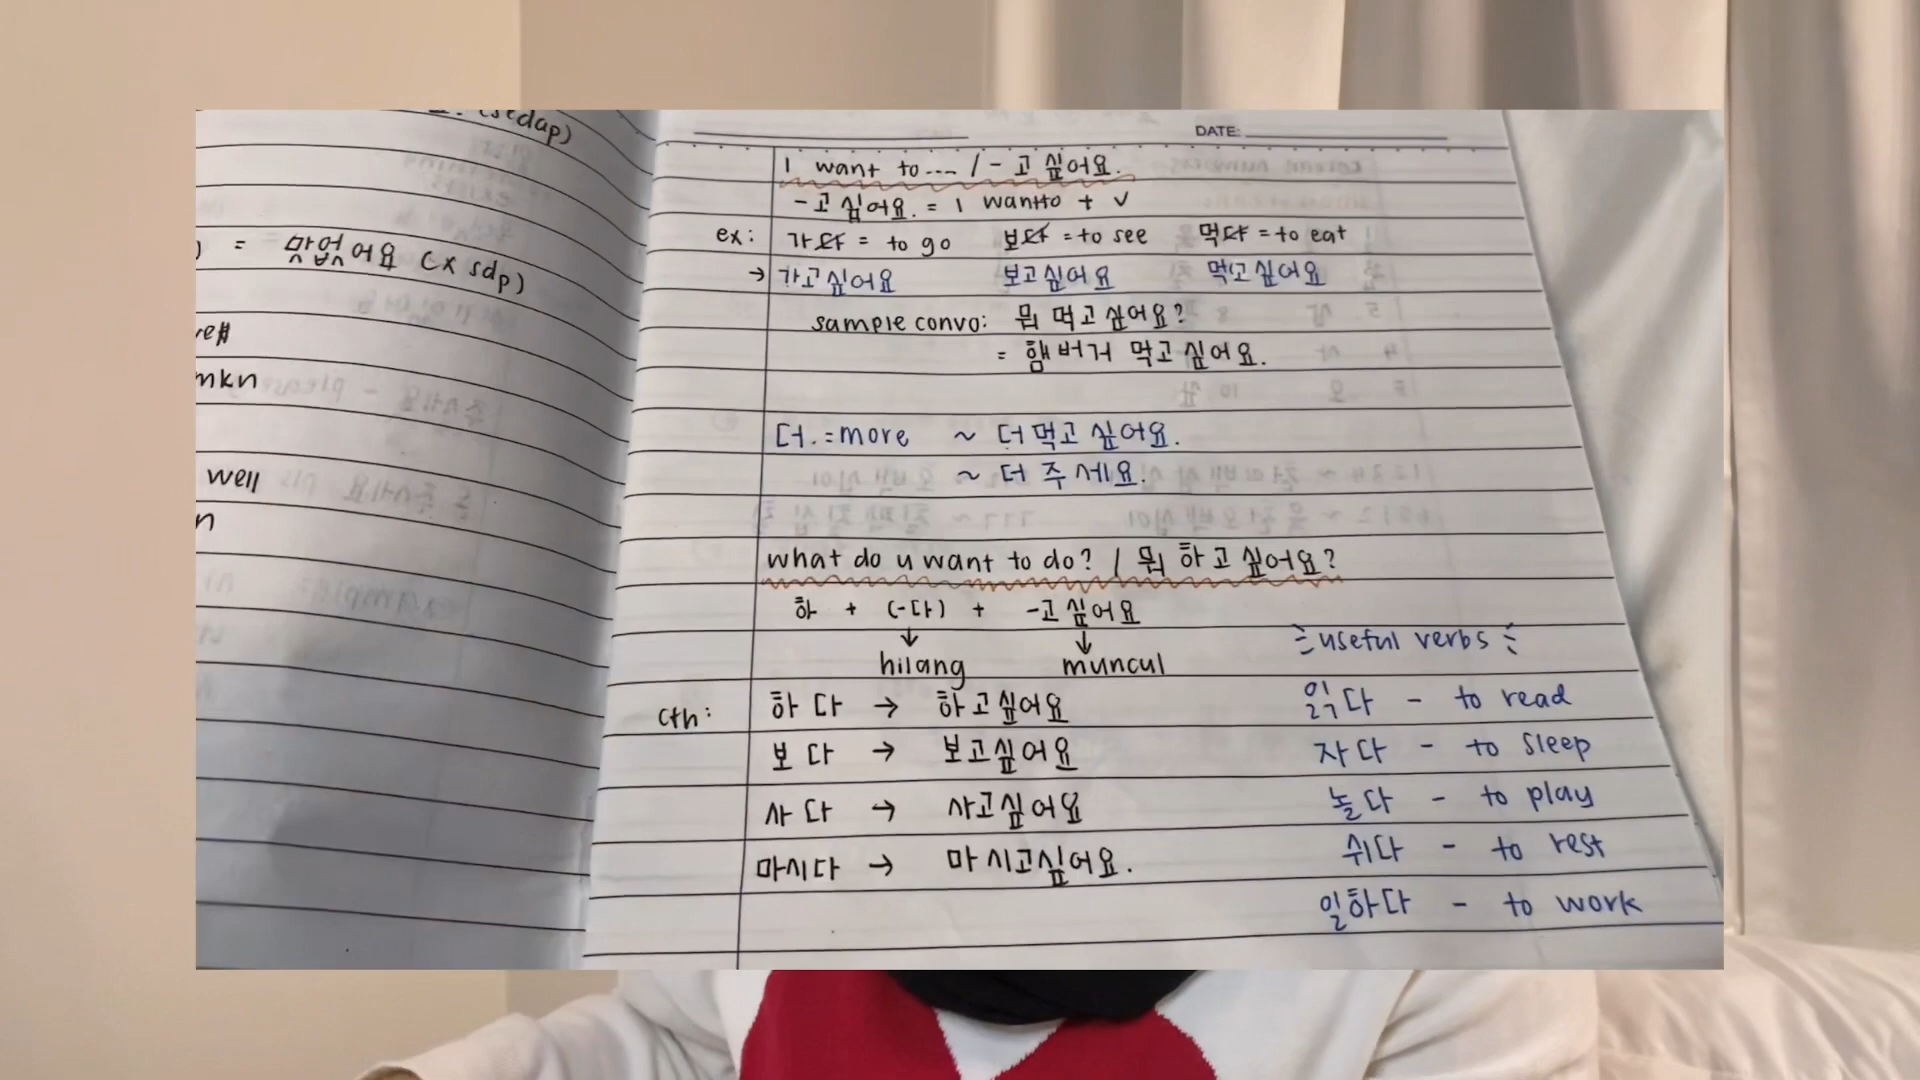 (sedap)
= 맛없어요 (x sdp)
mkn
well
n
DATE:
I want to... / -고 싶어요.
-고 싶어요. = I want to + V
ex: 가다 = to go 보다 = to see 먹다 = to eat
→ 가고싶어요 보고싶어요 먹고싶어요
sample convo: 뭐 먹고 싶어요?
= 햄버거 먹고 싶어요.
더. = more ~ 더 먹고 싶어요.
~ 더 주세요.
what do u want to do? / 뭐 하고 싶어요?
하 + (-다) + -고 싶어요
↓ ↓
hilang muncul
cth: 하다 → 하고싶어요
보다 → 보고싶어요
사다 → 사고싶어요
마시다 → 마시고싶어요.
useful verbs
읽다 - to read
자다 - to sleep
놀다 - to play
쉬다 - to rest
일하다 - to work